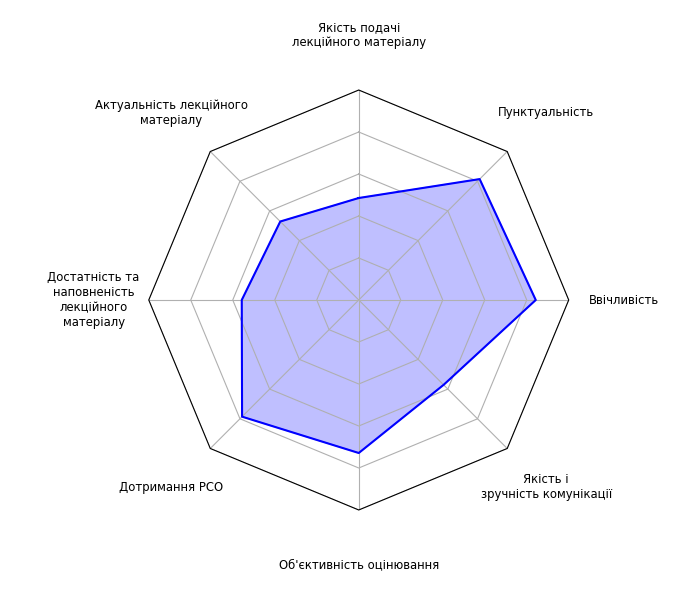 Якість подачі
лекційного матеріалу
Актуальність лекційного
матеріалу
Пунктуальність
Достатність та
наповненість
лекційного
матеріалу
Ввічливість
Дотримання РСО
Якість і
зручність комунікації
Об'єктивність оцінювання